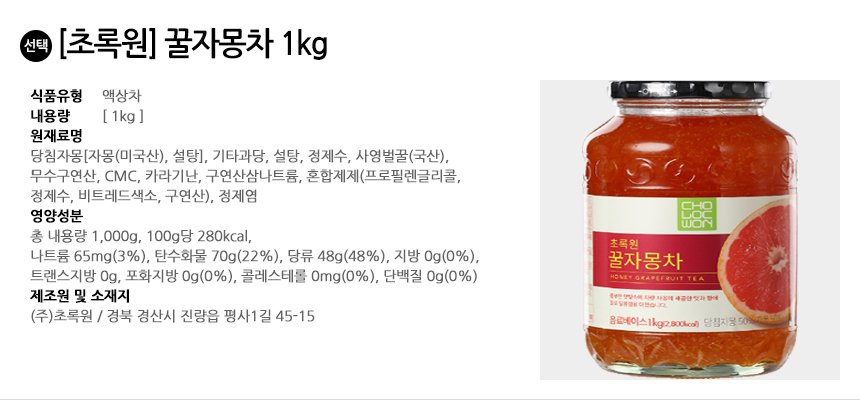 선택 [초록원] 꿀자몽차 1kg
식품유형 액상차
내용량 [ 1kg ]
원재료명
당침자몽[자몽(미국산), 설탕], 기타과당, 설탕, 정제수, 사영벌꿀(국산),
무수구연산, CMC, 카라기난, 구연산삼나트륨, 혼합제제(프로필렌글리콜,
정제수, 비트레드색소, 구연산), 정제염
영양성분
총 내용량 1,000g, 100g당 280kcal,
나트륨 65mg(3%), 탄수화물 70g(22%), 당류 48g(48%), 지방 0g(0%),
트랜스지방 0g, 포화지방 0g(0%), 콜레스테롤 0mg(0%), 단백질 0g(0%)
제조원 및 소재지
(주)초록원 / 경북 경산시 진량읍 평사1길 45-15
CHO
LOC
WON
초록원
꿀자몽차
HONEY GRAPEFRUIT TEA
음료베이스 1kg(2,800kcal) 당침자몽